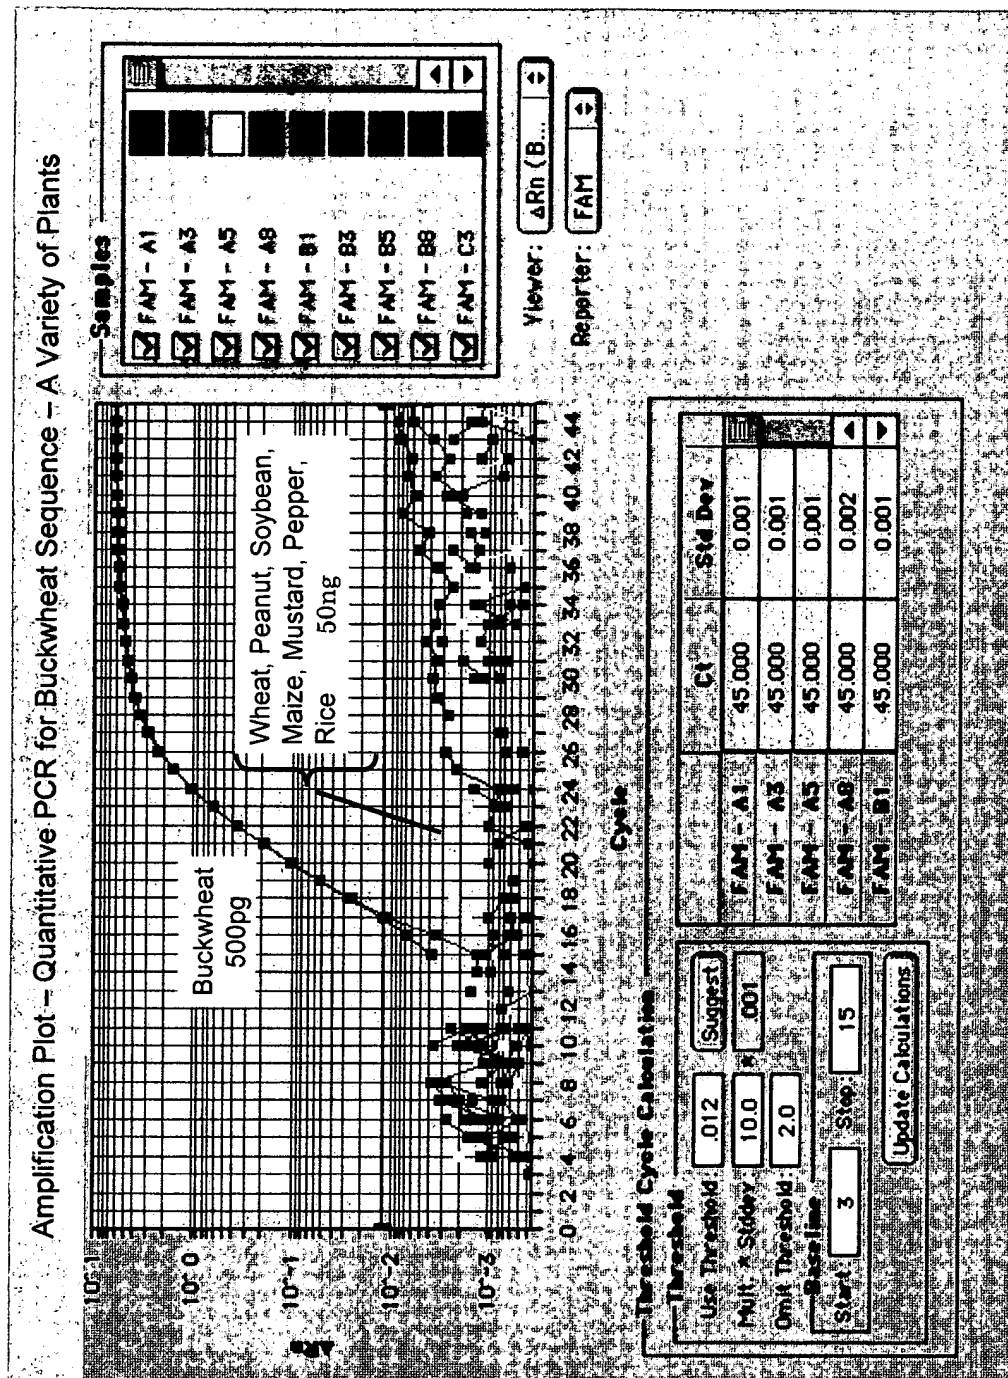 Amplification Plot – Quantitative PCR for Buckwheat Sequence – A Variety of Plants
10^1
10^0
10^-1
10^-2
10^-3
ΔRn
Buckwheat
500pg
Wheat, Peanut, Soybean,
Maize, Mustard, Pepper,
Rice 50ng
0 2 4 6 8 10 12 14 16 18 20 22 24 26 28 30 32 34 36 38 40 42 44
Cycle
Samples
FAM - A1
FAM - A3
FAM - A5
FAM - A8
FAM - B1
FAM - B3
FAM - B5
FAM - B8
FAM - C3
Viewer: ΔRn (B...
Reporter: FAM
Threshold Cycle Calculation
Threshold
Use Threshold: .012 Suggest
Mult. * Stddev: 10.0 * .001
Omit Threshold: 2.0
Baseline
Start: 3 Stop: 15
Update Calculations
Ct Std Dev
FAM - A1 45.000 0.001
FAM - A3 45.000 0.001
FAM - A5 45.000 0.001
FAM - A8 45.000 0.002
FAM - B1 45.000 0.001